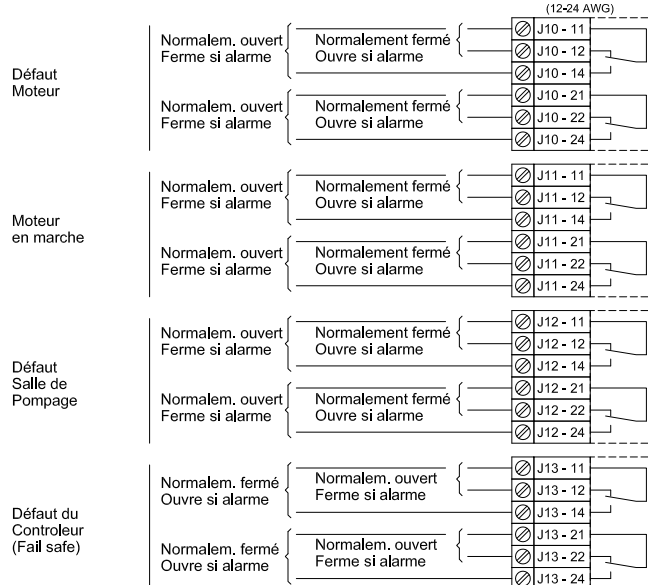 (12-24 AWG)
Défaut
Moteur
Normalem. ouvert
Ferme si alarme
Normalement fermé
Ouvre si alarme
J10 - 11
J10 - 12
J10 - 14
Normalem. ouvert
Ferme si alarme
Normalement fermé
Ouvre si alarme
J10 - 21
J10 - 22
J10 - 24
Moteur
en marche
Normalem. ouvert
Ferme si alarme
Normalement fermé
Ouvre si alarme
J11 - 11
J11 - 12
J11 - 14
Normalem. ouvert
Ferme si alarme
Normalement fermé
Ouvre si alarme
J11 - 21
J11 - 22
J11 - 24
Défaut
Salle de
Pompage
Normalem. ouvert
Ferme si alarme
Normalement fermé
Ouvre si alarme
J12 - 11
J12 - 12
J12 - 14
Normalem. ouvert
Ferme si alarme
Normalement fermé
Ouvre si alarme
J12 - 21
J12 - 22
J12 - 24
Défaut du
Controleur
(Fail safe)
Normalem. fermé
Ouvre si alarme
Normalem. ouvert
Ferme si alarme
J13 - 11
J13 - 12
J13 - 14
Normalem. fermé
Ouvre si alarme
Normalem. ouvert
Ferme si alarme
J13 - 21
J13 - 22
J13 - 24